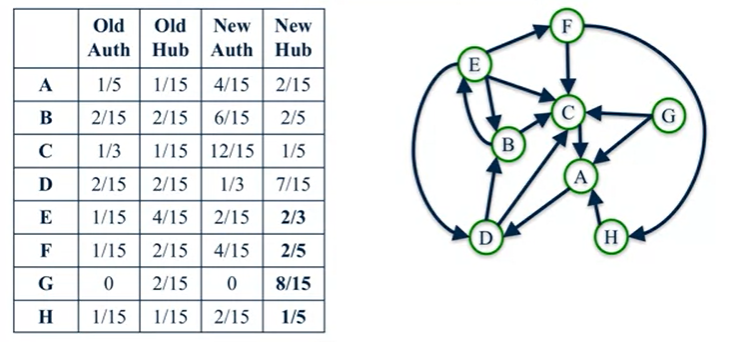 Old Auth Old Hub New Auth New Hub
A 1/5 1/15 4/15 2/15
B 2/15 2/15 6/15 2/5
C 1/3 1/15 12/15 1/5
D 2/15 2/15 1/3 7/15
E 1/15 4/15 2/15 2/3
F 1/15 2/15 4/15 2/5
G 0 2/15 0 8/15
H 1/15 1/15 2/15 1/5
F
E
C
G
B
A
D
H